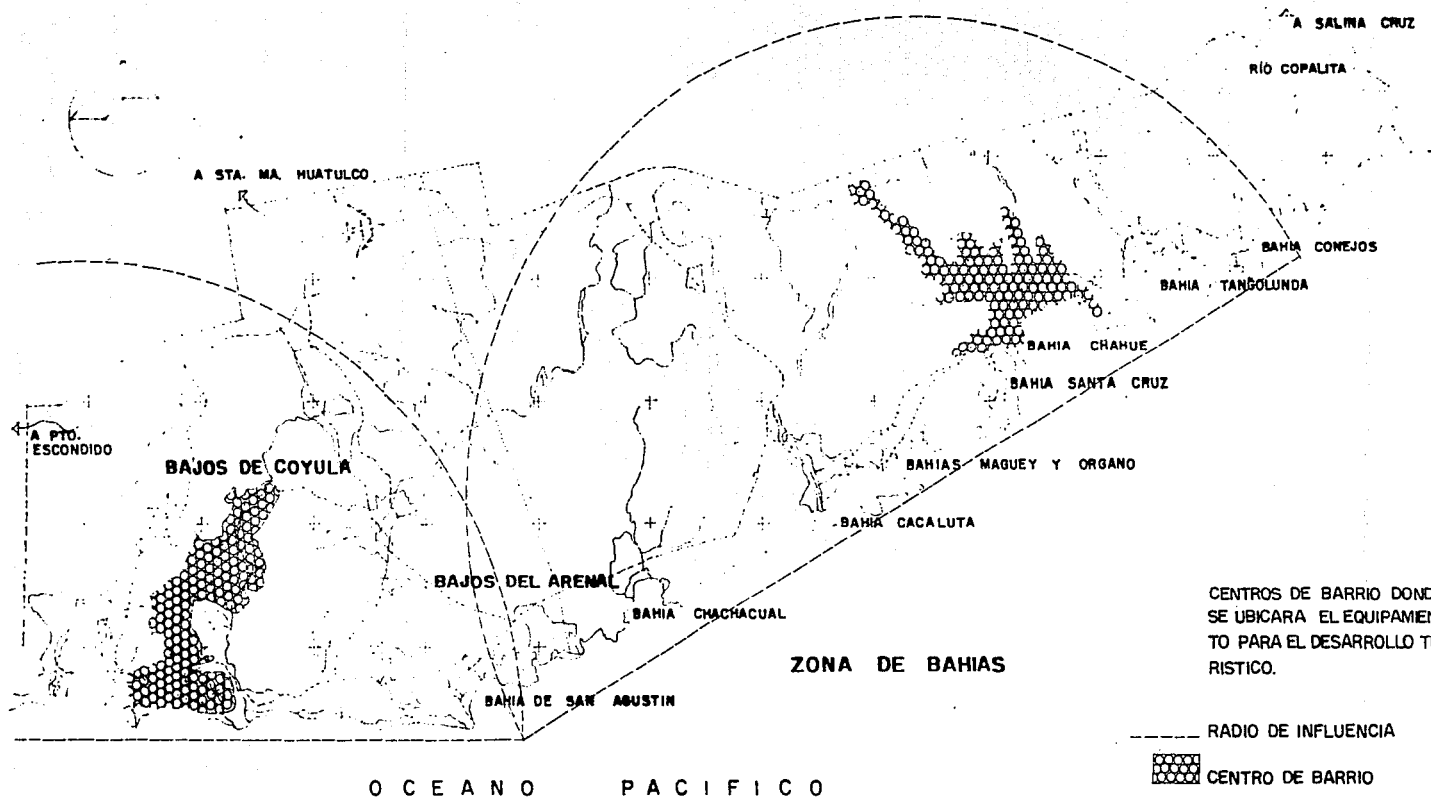 A SALINA CRUZ
RÍO COPALITA
A STA. MA. HUATULCO
BAHIA CONEJOS
BAHIA TANGOLUNDA
BAHIA CHAHUE
BAHIA SANTA CRUZ
A PTO.
ESCONDIDO
BAJOS DE COYULA
BAHIAS MAGUEY Y ORGANO
BAHIA CACALUTA
BAJOS DEL ARENAL
BAHIA CHACHACUAL
ZONA DE BAHIAS
BAHIA DE SAN AGUSTIN
CENTROS DE BARRIO DOND
SE UBICARA EL EQUIPAMIEN
TO PARA EL DESARROLLO T
RISTICO.
RADIO DE INFLUENCIA
CENTRO DE BARRIO
OCEANO PACIFICO